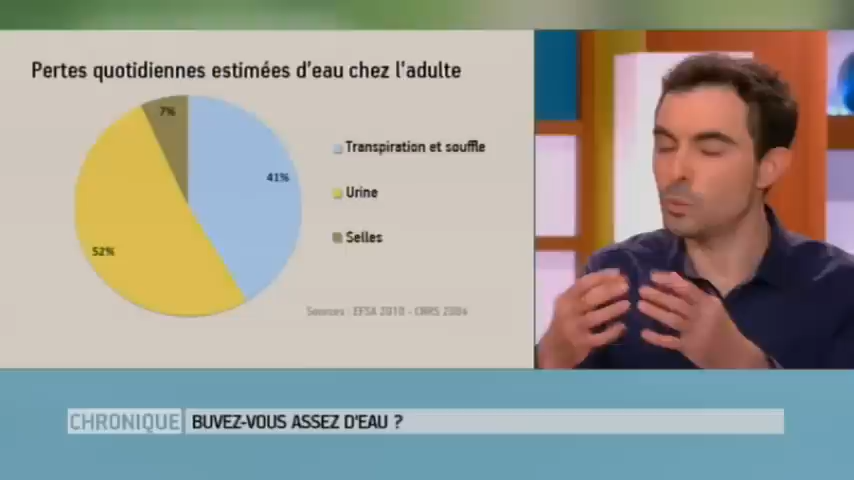 Pertes quotidiennes estimées d'eau chez l'adulte
7%
41%
52%
Transpiration et souffle
Urine
Selles
Sources : EFSA 2010 - CNRS 2006
CHRONIQUE BUVEZ-VOUS ASSEZ D'EAU ?